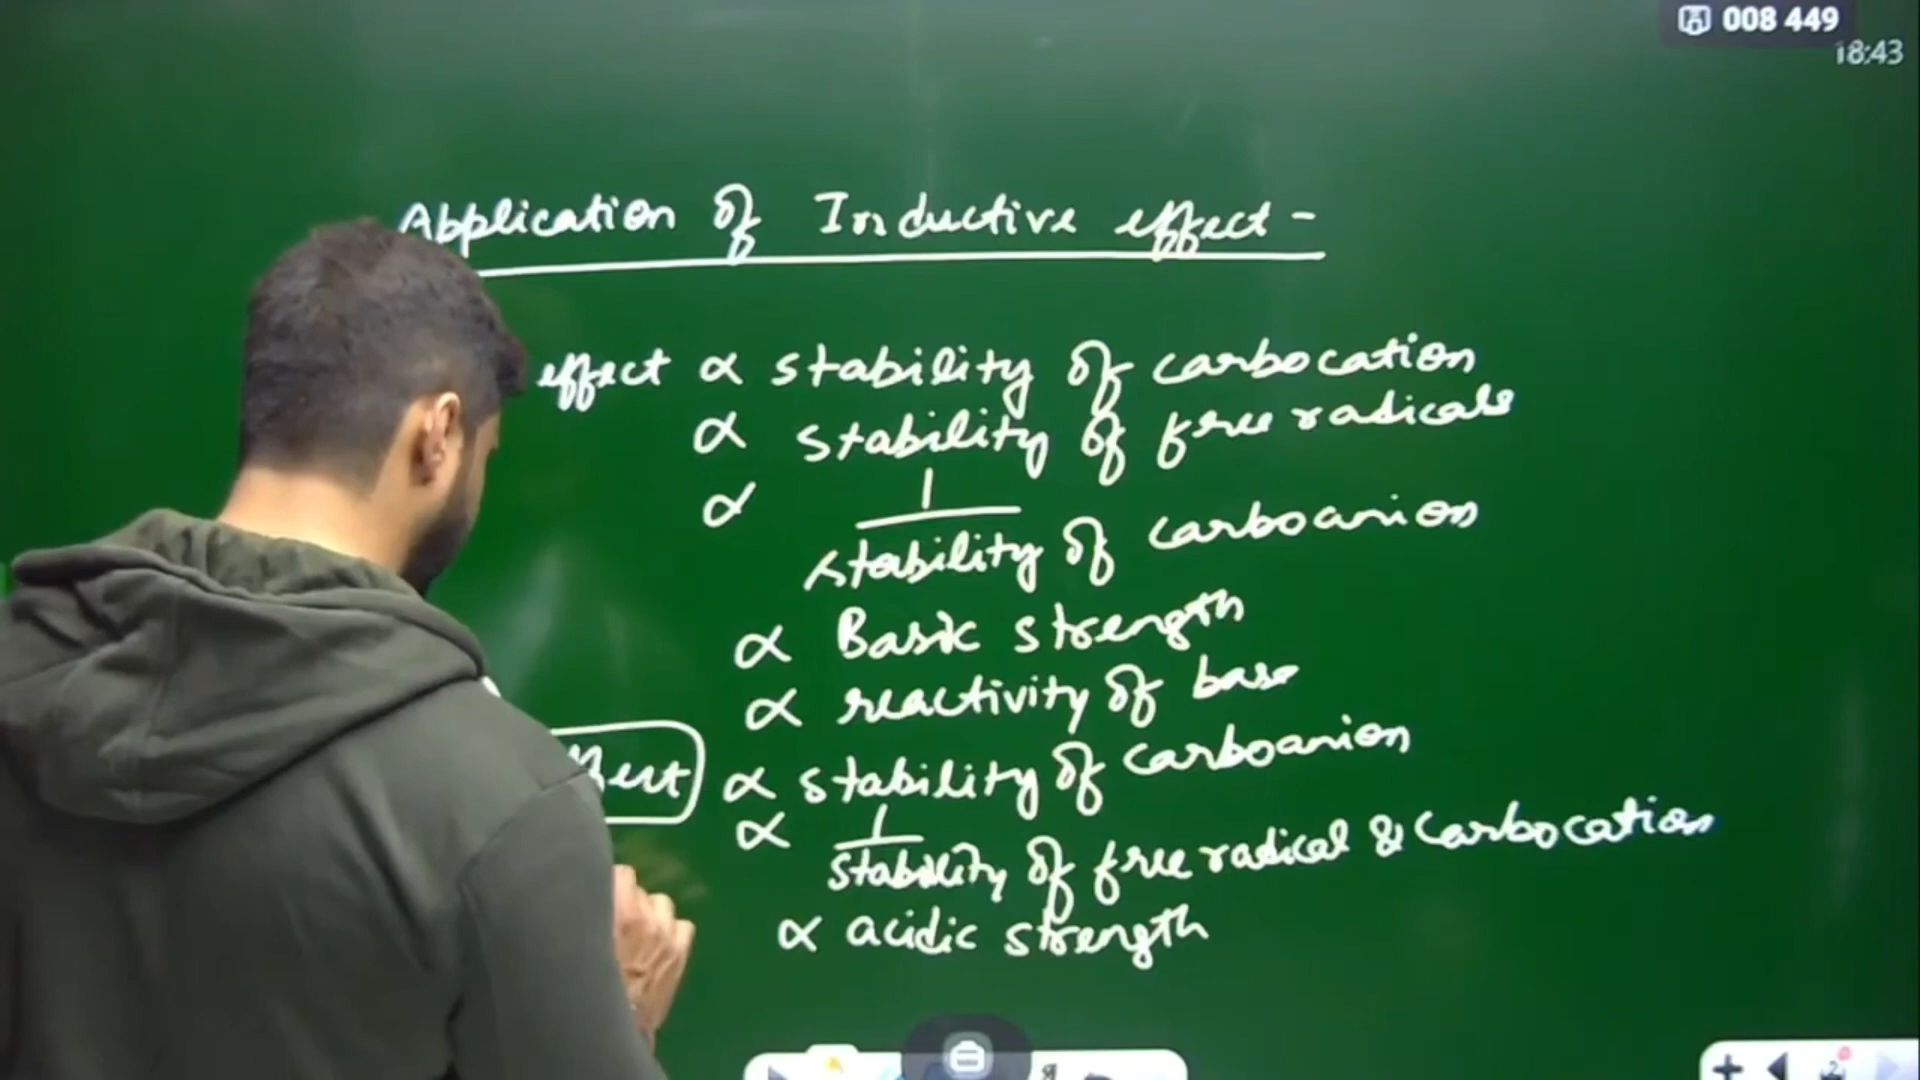 008 449
18:43
Application of Inductive effect -
effect ∝ stability of carbocation
∝ stability of free radicals
∝ 1
stability of carboanion
∝ Basic strength
∝ reactivity of base
∝ stability of carboanion
∝ 1
stability of free radical & carbocation
∝ acidic strength